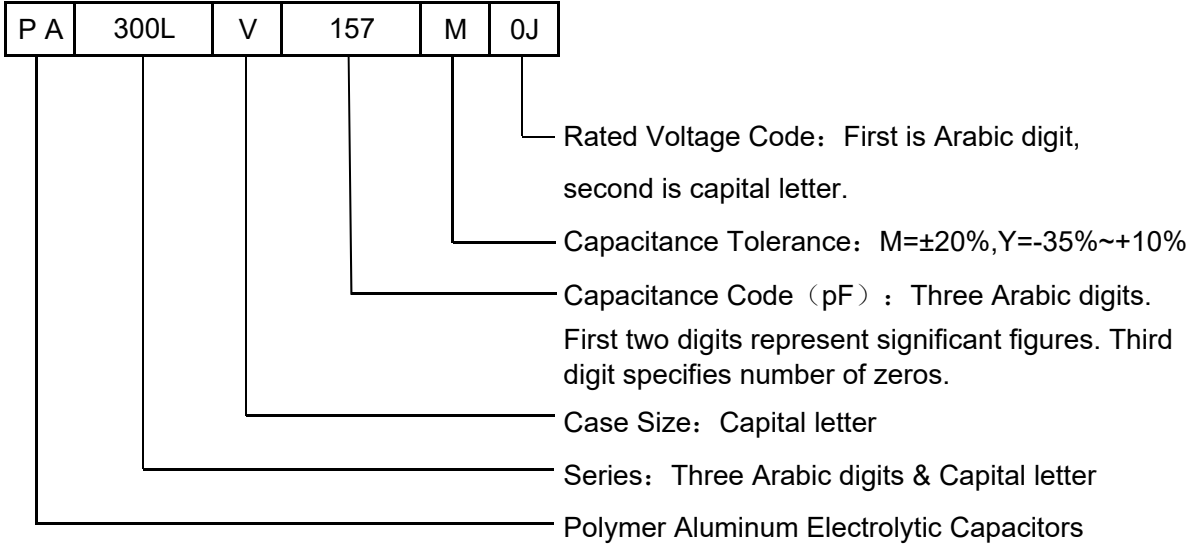 P A 300L V 157 M 0J
Rated Voltage Code：First is Arabic digit,
second is capital letter.
Capacitance Tolerance：M=±20%,Y=-35%~+10%
Capacitance Code（pF）：Three Arabic digits.
First two digits represent significant figures. Third
digit specifies number of zeros.
Case Size：Capital letter
Series：Three Arabic digits & Capital letter
Polymer Aluminum Electrolytic Capacitors